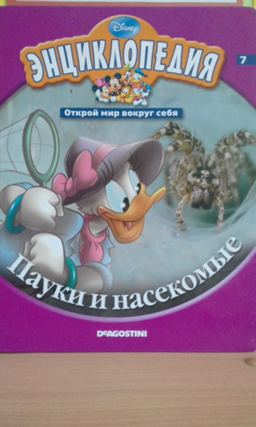 Disney
ЭНЦИКЛОПЕДИЯ
7
Открой мир вокруг себя
Пауки и насекомые
DeAGOSTINI